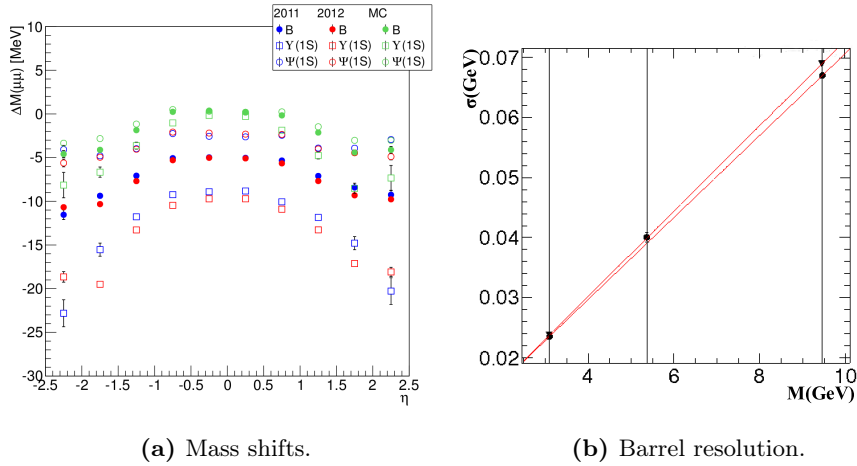 2011 2012 MC
B B B
Υ(1S) Υ(1S) Υ(1S)
Ψ(1S) Ψ(1S) Ψ(1S)
ΔM(μμ) [MeV]
10
5
0
-5
-10
-15
-20
-25
-30
-2.5 -2 -1.5 -1 -0.5 0 0.5 1 1.5 2 2.5
η
(a) Mass shifts.
σ(GeV)
0.07
0.06
0.05
0.04
0.03
0.02
4 6 8 10
M(GeV)
(b) Barrel resolution.